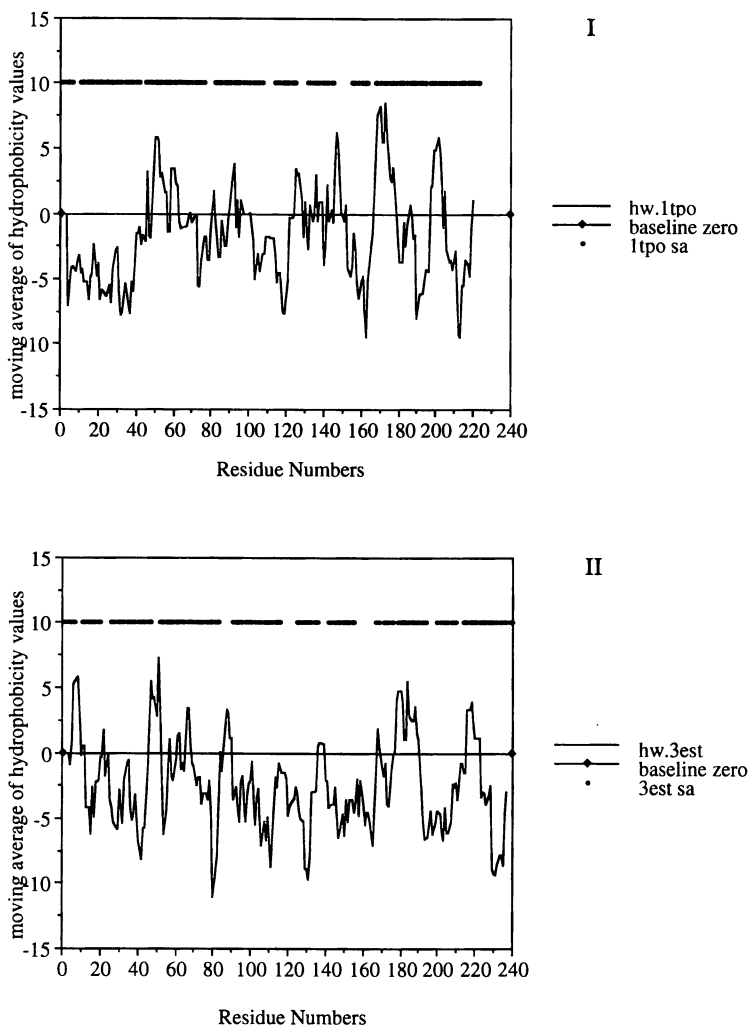 I
moving average of hydrophobicity values
15
10
5
0
-5
-10
-15
0 20 40 60 80 100 120 140 160 180 200 220 240
Residue Numbers
hw.1tpo
baseline zero
1tpo sa
II
moving average of hydrophobicity values
15
10
5
0
-5
-10
-15
0 20 40 60 80 100 120 140 160 180 200 220 240
Residue Numbers
hw.3est
baseline zero
3est sa